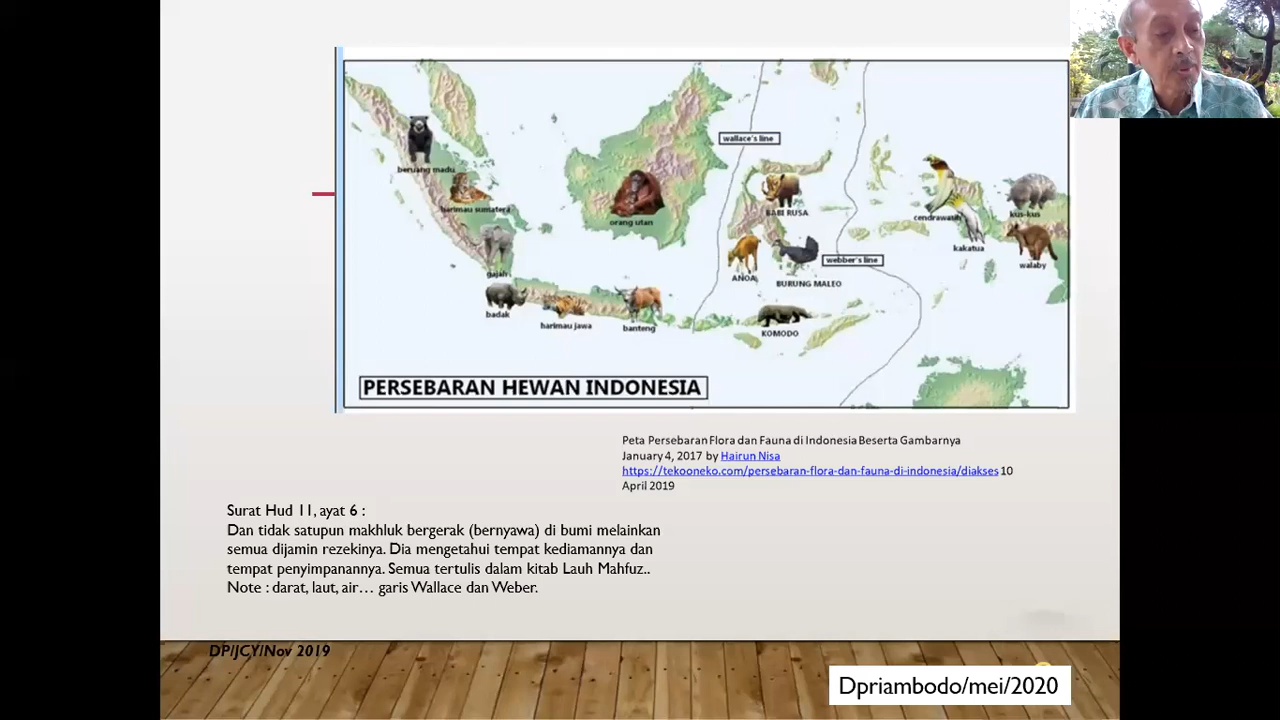 wallace's line
beruang madu
harimau sumatera
orang utan
BABI RUSA
cendrawasih
kus-kus
kakatua
walaby
gajah
ANOA
BURUNG MALEO
webber's line
badak
harimau jawa
banteng
KOMODO
PERSEBARAN HEWAN INDONESIA
Peta Persebaran Flora dan Fauna di Indonesia Beserta Gambarnya
January 4, 2017 by Hairun Nisa
https://tekooneko.com/persebaran-flora-dan-fauna-di-indonesia/diakses 10
April 2019
Surat Hud 11, ayat 6 :
Dan tidak satupun makhluk bergerak (bernyawa) di bumi melainkan
semua dijamin rezekinya. Dia mengetahui tempat kediamannya dan
tempat penyimpanannya. Semua tertulis dalam kitab Lauh Mahfuz..
Note : darat, laut, air... garis Wallace dan Weber.
DP/JCY/Nov 2019
Dpriambodo/mei/2020